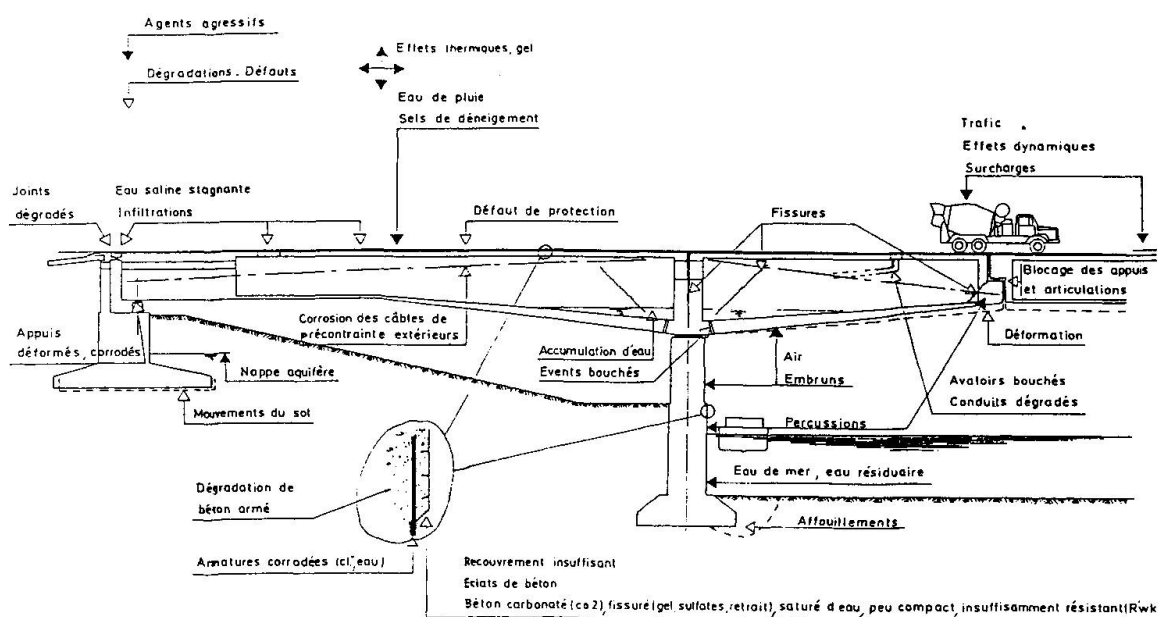 Agents agressifs
Effets thermiques, gel
Dégradations - Défauts
Eau de pluie
Sels de déneigement
Trafic
Effets dynamiques
Surcharges
Joints
dégradés
Eau saline stagnante
Infiltrations
Défaut de protection
Fissures
Blocage des appuis
et articulations
Corrosion des câbles de
précontrainte extérieurs
Appuis
déformés, corrodés
Accumulation d'eau
Évents bouchés
Déformation
Nappe aquifère
Air
Embruns
Avaloirs bouchés
Conduits dégradés
Mouvements du sol
Percussions
Eau de mer, eau résiduaire
Dégradation de
béton armé
Affouillements
Armatures corrodées (cl⁻, eau)
Recouvrement insuffisant
Eclats de béton
Béton carbonaté (co2), fissuré (gel, sulfates, retrait), saturé d'eau, peu compact, insuffisamment résistant (R'wk